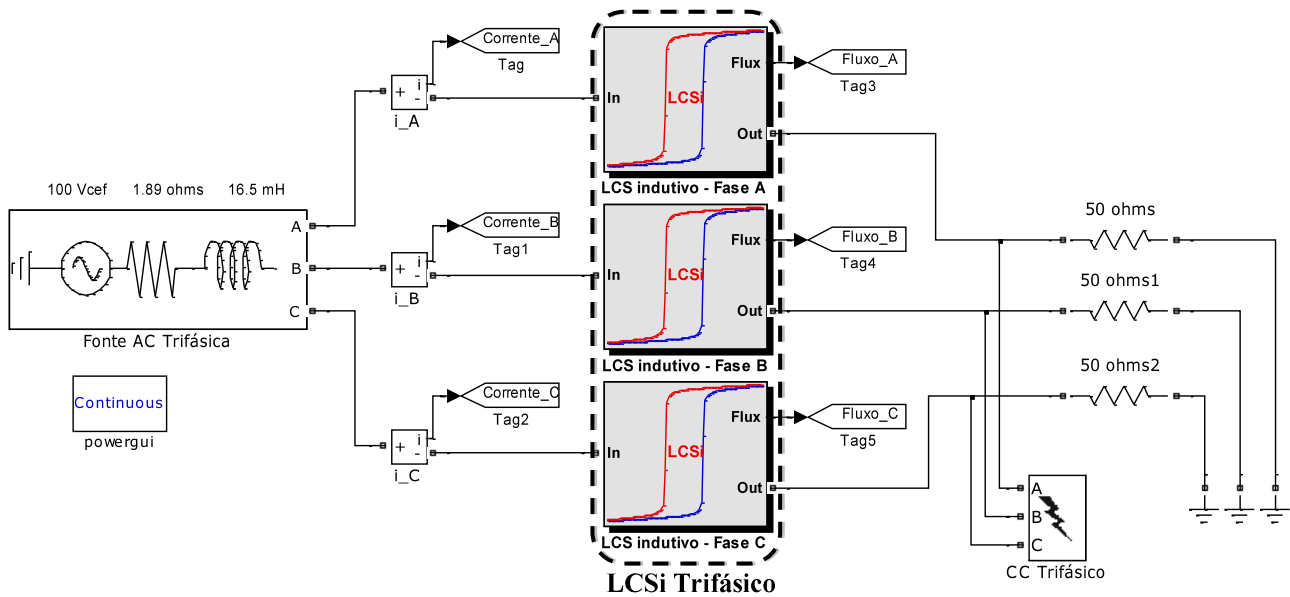 Corrente_A
Tag
i
+
-
i_A
In
LCSi
Flux
Out
LCS indutivo - Fase A
Fluxo_A
Tag3
100 Vcef 1.89 ohms 16.5 mH
A
B
C
Fonte AC Trifásica
Continuous
powergui
Corrente_B
Tag1
i
+
-
i_B
In
LCSi
Flux
Out
LCS indutivo - Fase B
Fluxo_B
Tag4
50 ohms
50 ohms1
50 ohms2
Corrente_C
Tag2
i
+
-
i_C
In
LCSi
Flux
Out
LCS indutivo - Fase C
Fluxo_C
Tag5
A
B
C
CC Trifásico
LCSi Trifásico